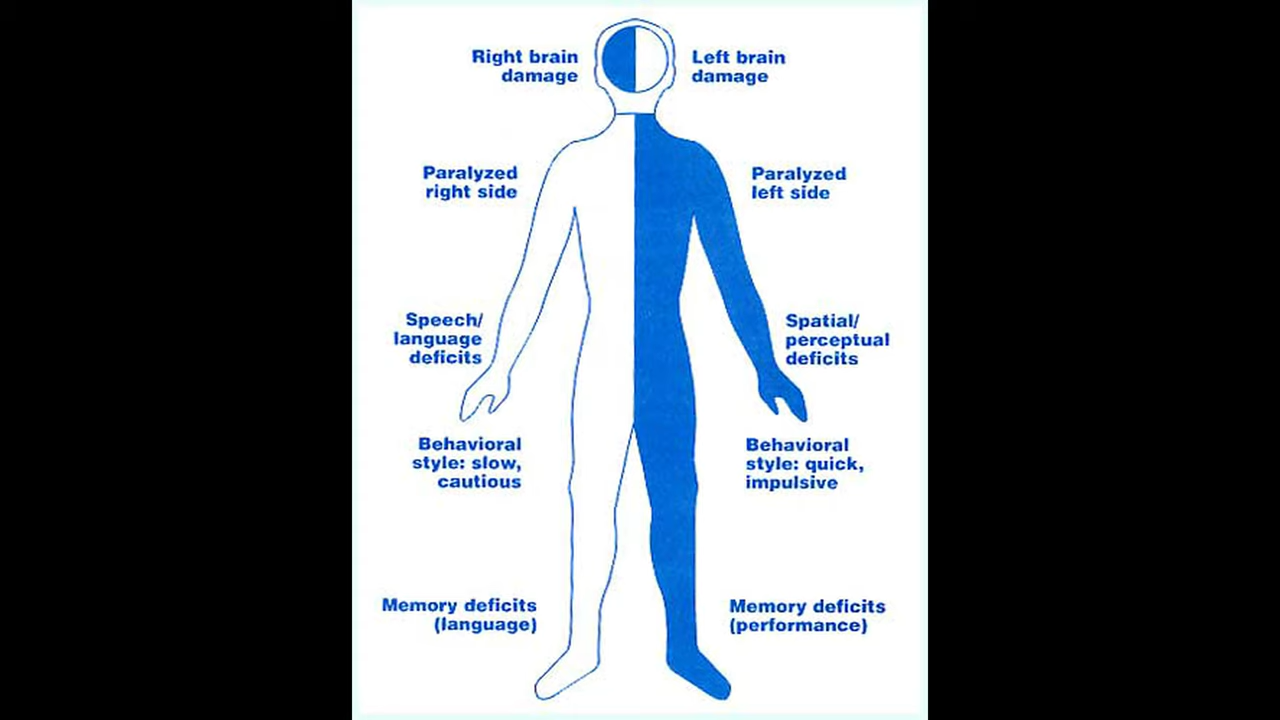 Right brain
damage
Left brain
damage
Paralyzed
right side
Paralyzed
left side
Speech/
language
deficits
Spatial/
perceptual
deficits
Behavioral
style: slow,
cautious
Behavioral
style: quick,
impulsive
Memory deficits
(language)
Memory deficits
(performance)